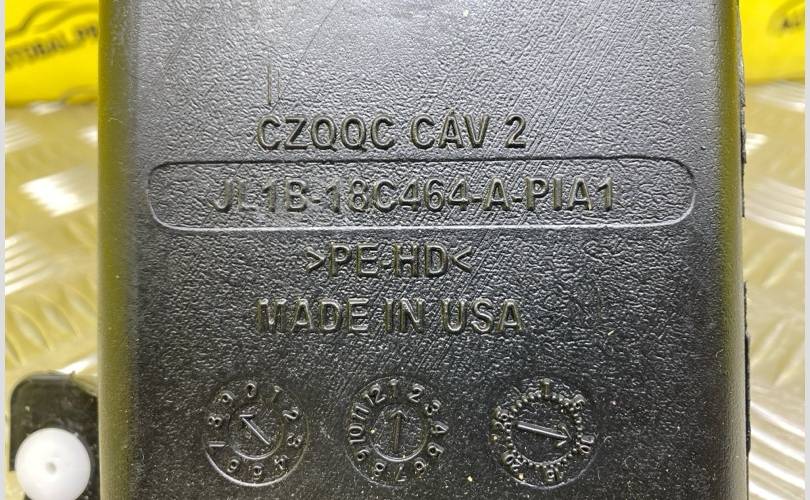 CZQQC CAV 2
JL1B-18C464-A-PIA1
>PE-HD<
MADE IN USA